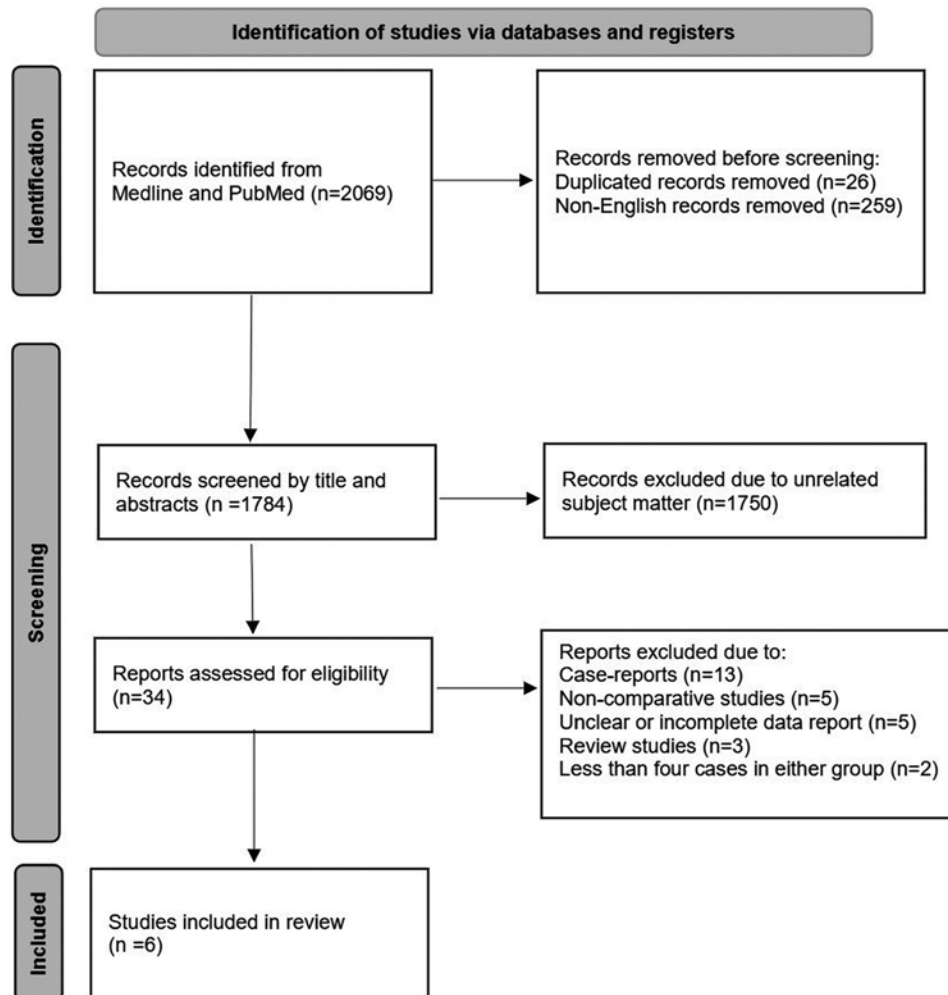 Identification of studies via databases and registers
Identification
Records identified from
Medline and PubMed (n=2069)
Records removed before screening:
Duplicated records removed (n=26)
Non-English records removed (n=259)
Screening
Records screened by title and
abstracts (n =1784)
Records excluded due to unrelated
subject matter (n=1750)
Reports assessed for eligibility
(n=34)
Reports excluded due to:
Case-reports (n=13)
Non-comparative studies (n=5)
Unclear or incomplete data report (n=5)
Review studies (n=3)
Less than four cases in either group (n=2)
Included
Studies included in review
(n =6)